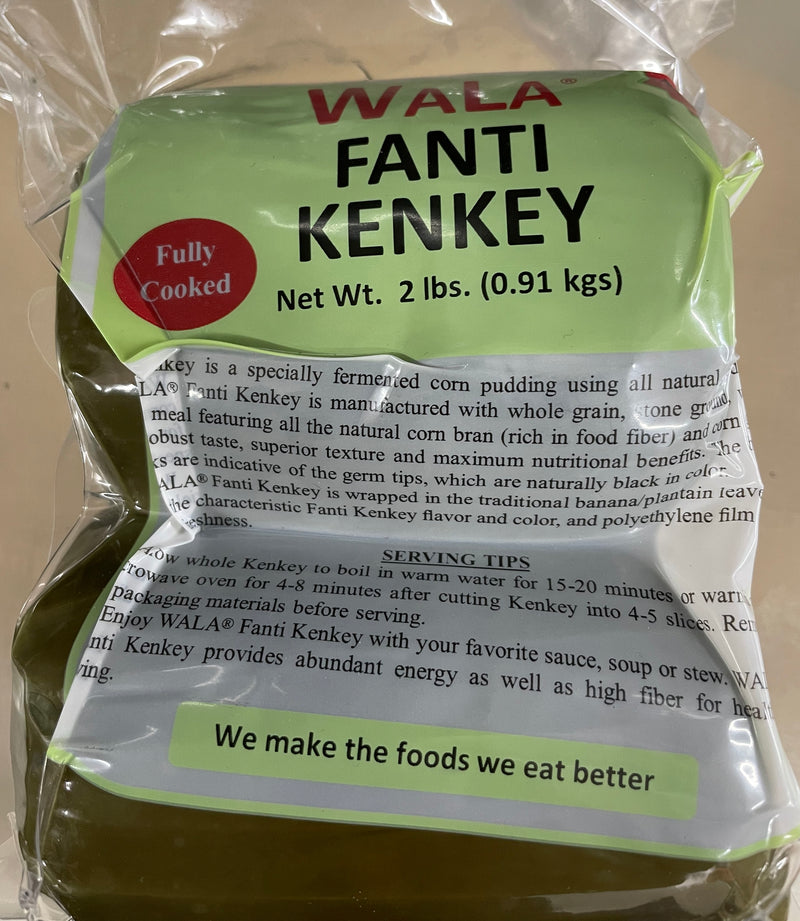 WALA®
FANTI
KENKEY
Fully
Cooked
Net Wt. 2 lbs. (0.91 kgs)
is a specially fermented corn pudding using all natural
Fanti Kenkey is manufactured with whole grain, stone ground,
meal featuring all the natural corn bran (rich in food fiber) and corn
taste, superior texture and maximum nutritional benefits. The
are indicative of the germ tips, which are naturally black in color.
Fanti Kenkey is wrapped in the traditional banana/plantain
the characteristic Fanti Kenkey flavor and color, and polyethylene film
SERVING TIPS
whole Kenkey to boil in warm water for 15-20 minutes or
oven for 4-8 minutes after cutting Kenkey into 4-5 slices.
packaging materials before serving.
Enjoy WALA® Fanti Kenkey with your favorite sauce, soup or stew.
Kenkey provides abundant energy as well as high fiber for
We make the foods we eat better